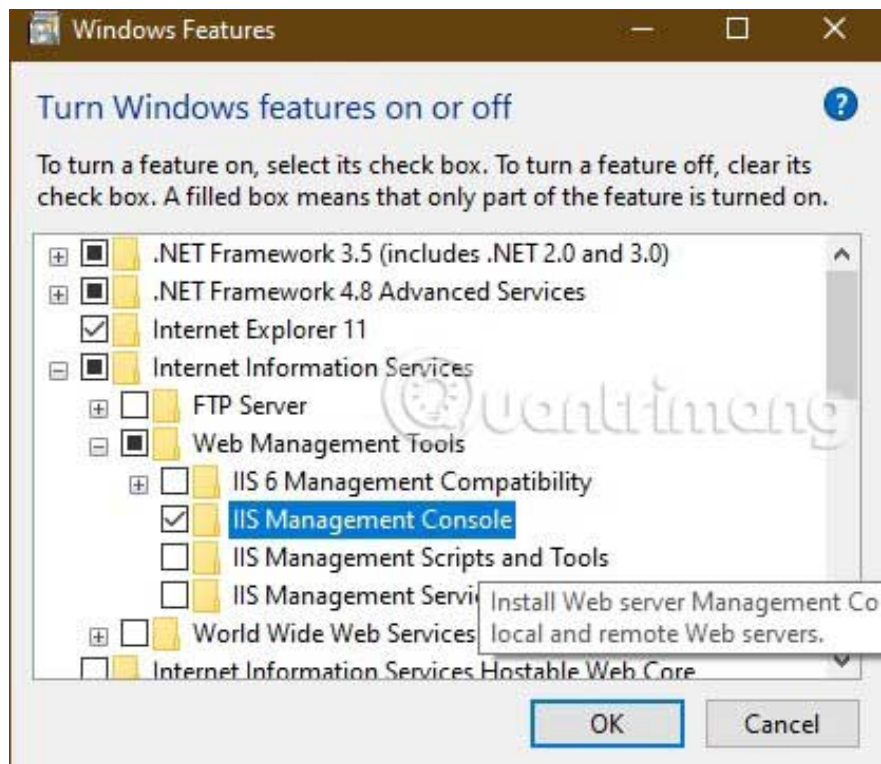 Windows Features
Turn Windows features on or off
To turn a feature on, select its check box. To turn a feature off, clear its
check box. A filled box means that only part of the feature is turned on.
.NET Framework 3.5 (includes .NET 2.0 and 3.0)
.NET Framework 4.8 Advanced Services
Internet Explorer 11
Internet Information Services
FTP Server
Quantrimang
Web Management Tools
IIS 6 Management Compatibility
IIS Management Console
IIS Management Scripts and Tools
IIS Management
Install Web server Management Co
World Wide Web Services
local and remote Web servers.
Internet Information Services Hostable Web Core
OK
Cancel